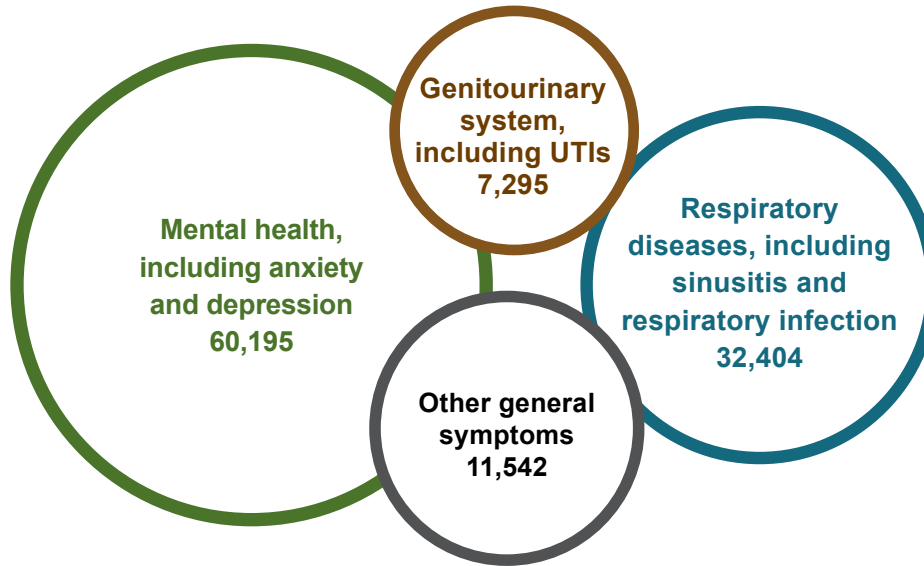 Genitourinary
system,
including UTIs
7,295
Mental health,
including anxiety
and depression
60,195
Respiratory
diseases, including
sinusitis and
respiratory infection
32,404
Other general
symptoms
11,542